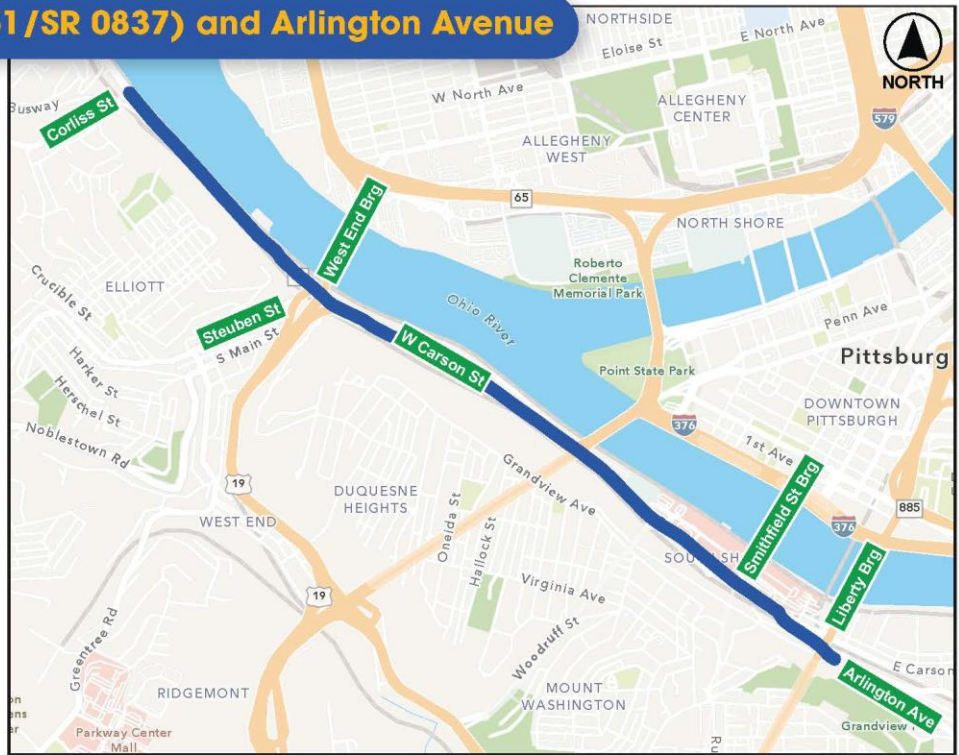 51/SR 0837) and Arlington Avenue
NORTH
NORTHSIDE
Eloise St
E North Ave
Busway
Corliss St
W North Ave
ALLEGHENY
CENTER
579
ALLEGHENY
WEST
65
West End Brg
NORTH SHORE
Crucible St
ELLIOTT
Roberto
Clemente
Memorial Park
Ohio River
Penn Ave
Steuben St
S Main St
W Carson St
Point State Park
Pittsburg
Harker St
Herschel St
DOWNTOWN
PITTSBURGH
376
1st Ave
Noblestown Rd
Grandview Ave
Smithfield St Brg
19
DUQUESNE
HEIGHTS
Oneida St
Hallock St
885
376
WEST END
SOUTH SH
Liberty Brg
19
Virginia Ave
Greentree Rd
Woodruff St
E Carson
Arlington Ave
RIDGEMONT
MOUNT
WASHINGTON
Grandview
Parkway Center
Mall